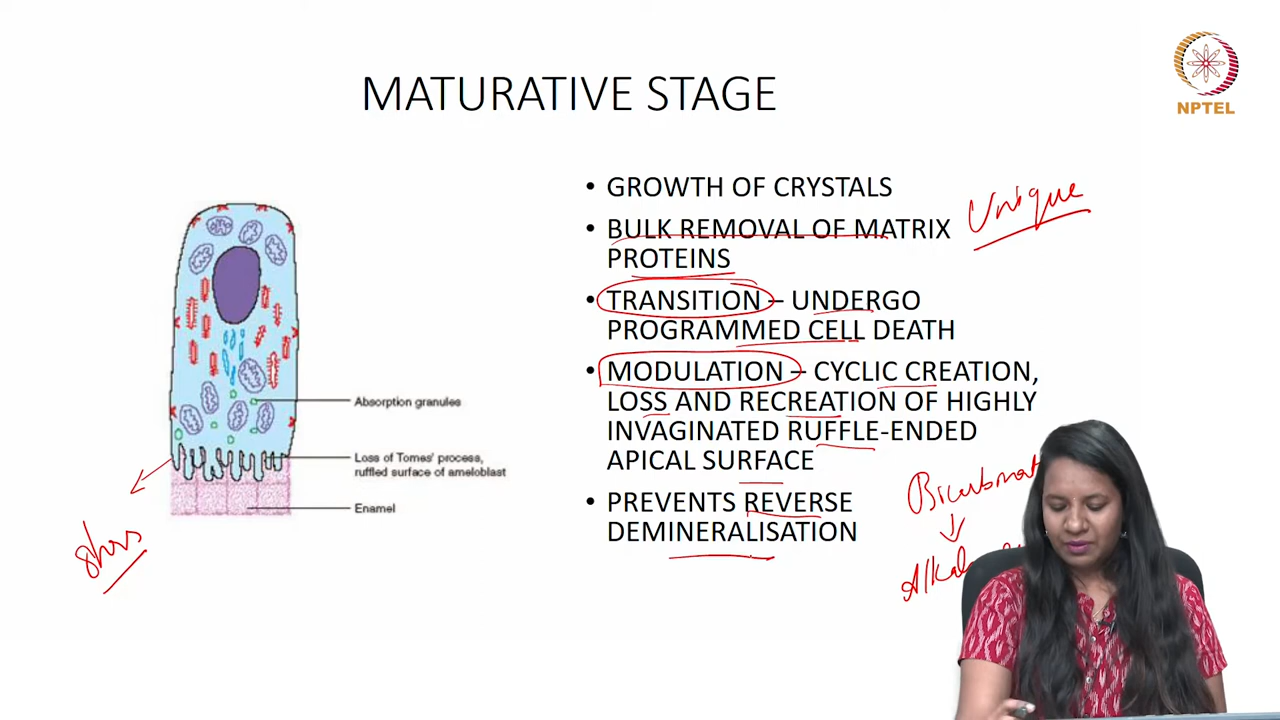 MATURATIVE STAGE
NPTEL
• GROWTH OF CRYSTALS
• BULK REMOVAL OF MATRIX
PROTEINS
Unique
• TRANSITION – UNDERGO
PROGRAMMED CELL DEATH
• MODULATION – CYCLIC CREATION,
LOSS AND RECREATION OF HIGHLY
INVAGINATED RUFFLE-ENDED
APICAL SURFACE
• PREVENTS REVERSE
DEMINERALISATION
Absorption granules
Loss of Tomes' process,
ruffled surface of ameloblast
Enamel